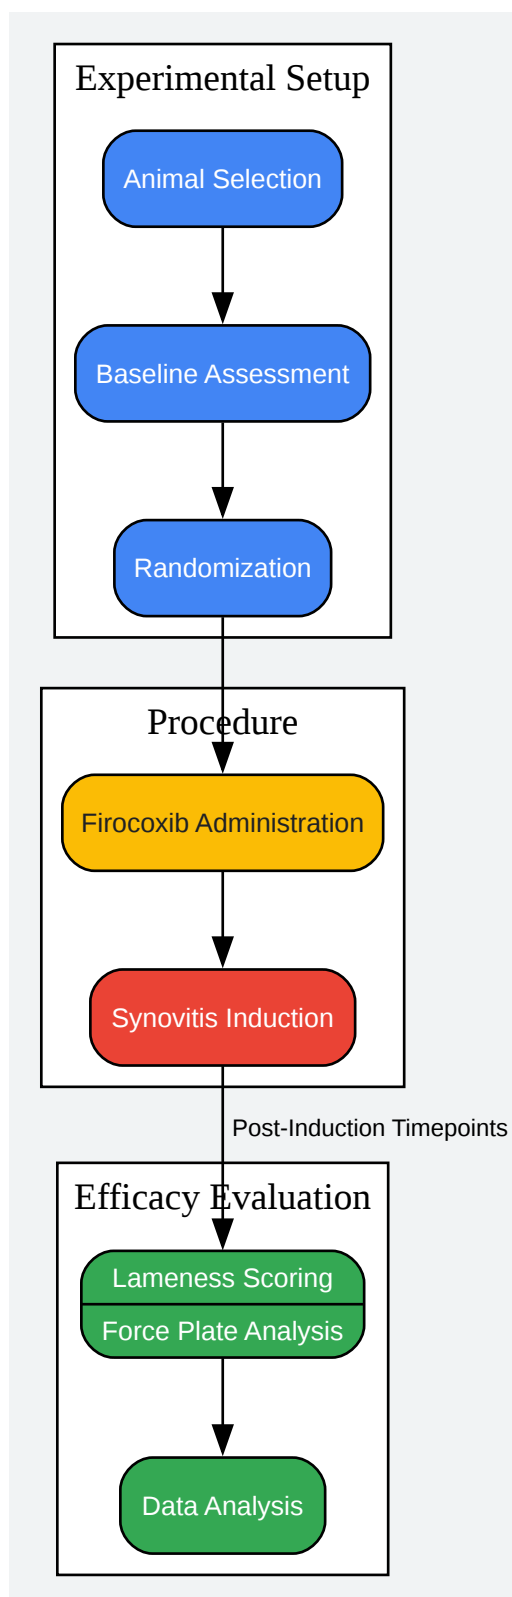 Experimental Setup
Animal Selection
Baseline Assessment
Randomization
Procedure
Firocoxib Administration
Synovitis Induction
Post-Induction Timepoints
Efficacy Evaluation
Lameness Scoring
Force Plate Analysis
Data Analysis